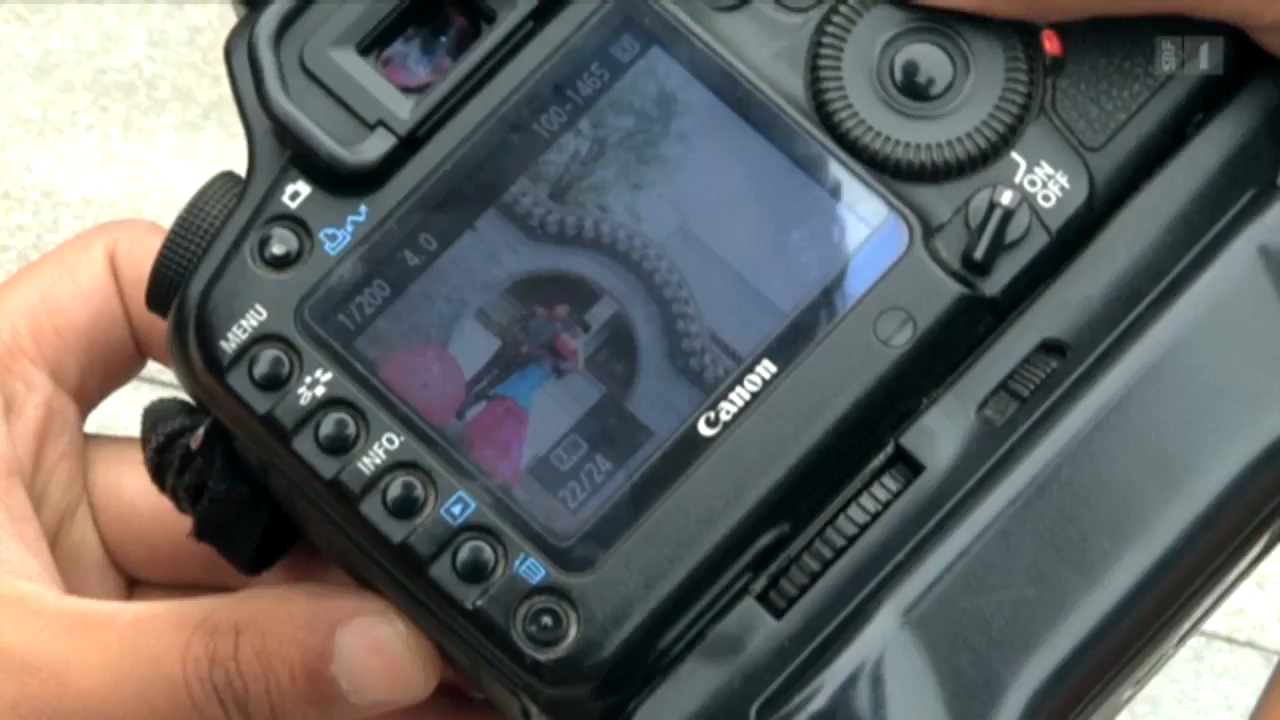 SRF 1
100-1465
1/200 4.0
ON
OFF
MENU
INFO.
22/24
Canon